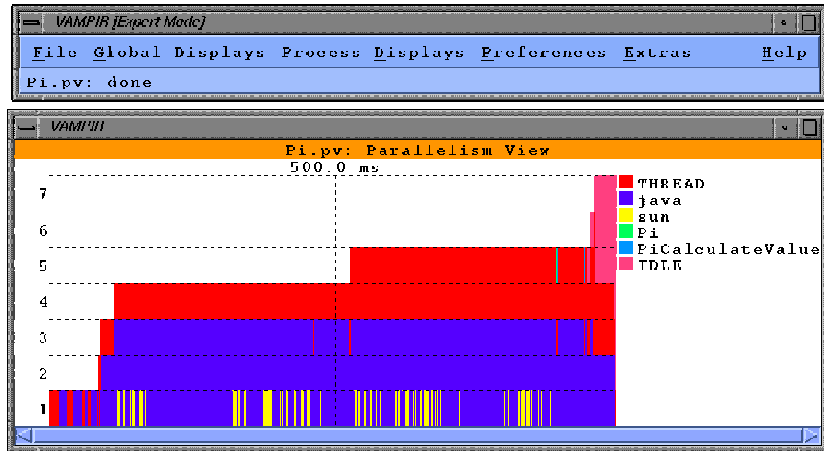 VAMPIR [Expert Mode]
File Global Displays Process Displays Preferences Extras Help
Pi.pv: done
VAMPIR
Pi.pv: Parallelism View
500.0 ms
7
6
5
4
3
2
1
THREAD
java
sun
Pi
PiCalculateValue
IDLE